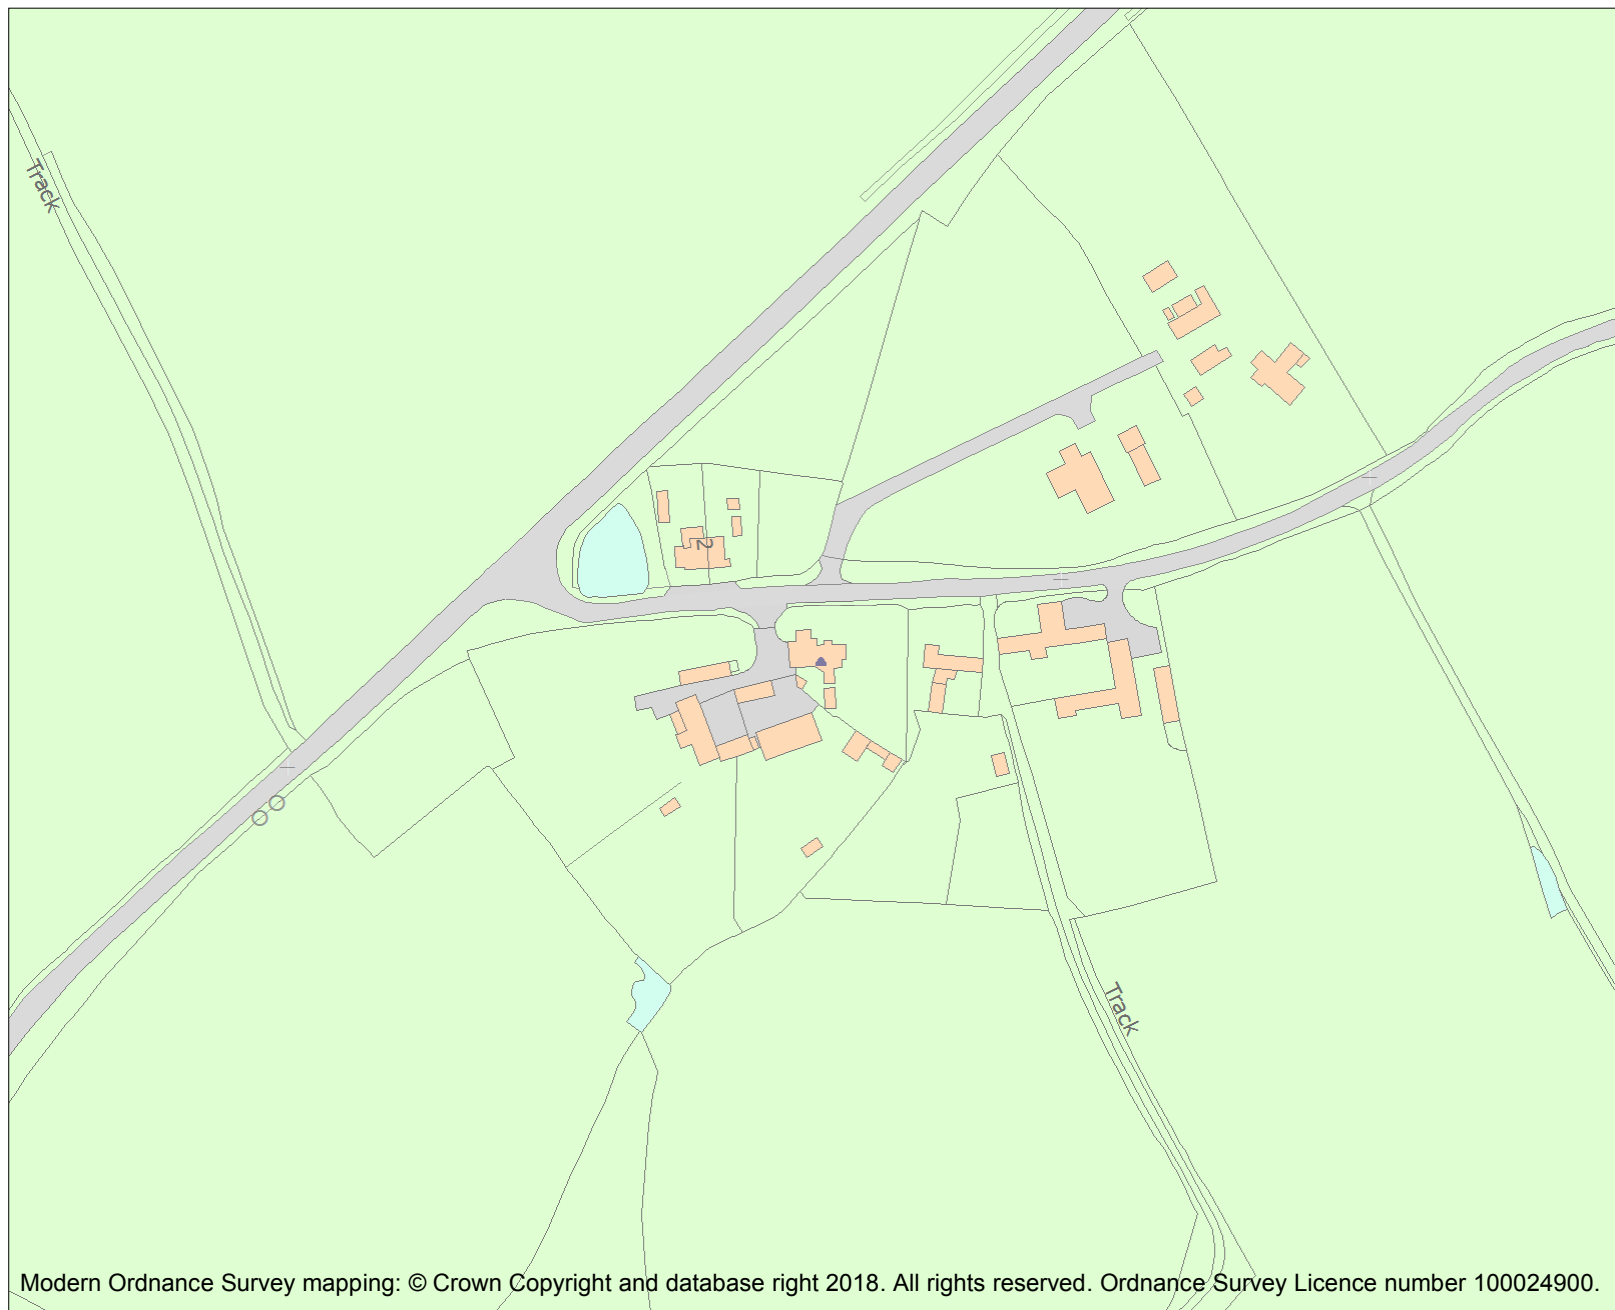 Track
2
Track
Modern Ordnance Survey mapping: © Crown Copyright and database right 2018. All rights reserved. Ordnance Survey Licence number 100024900.